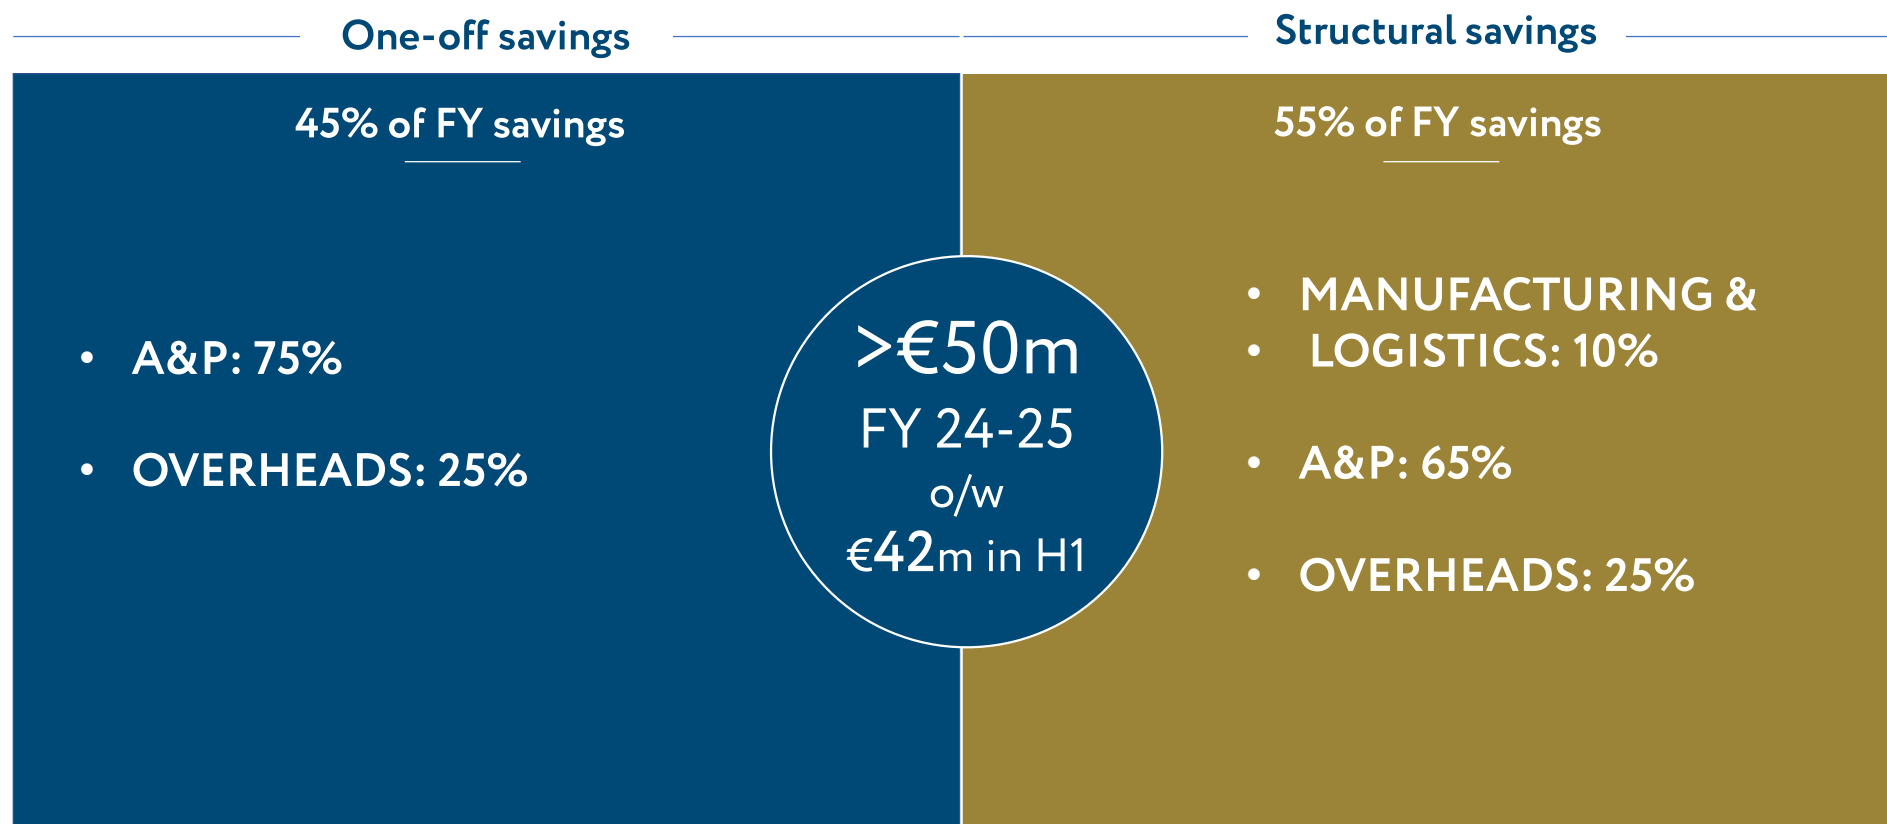 One-off savings
45% of FY savings
• A&P: 75%
• OVERHEADS: 25%
>€50m
FY 24-25
o/w
€42m in H1
Structural savings
55% of FY savings
• MANUFACTURING &
• LOGISTICS: 10%
• A&P: 65%
• OVERHEADS: 25%